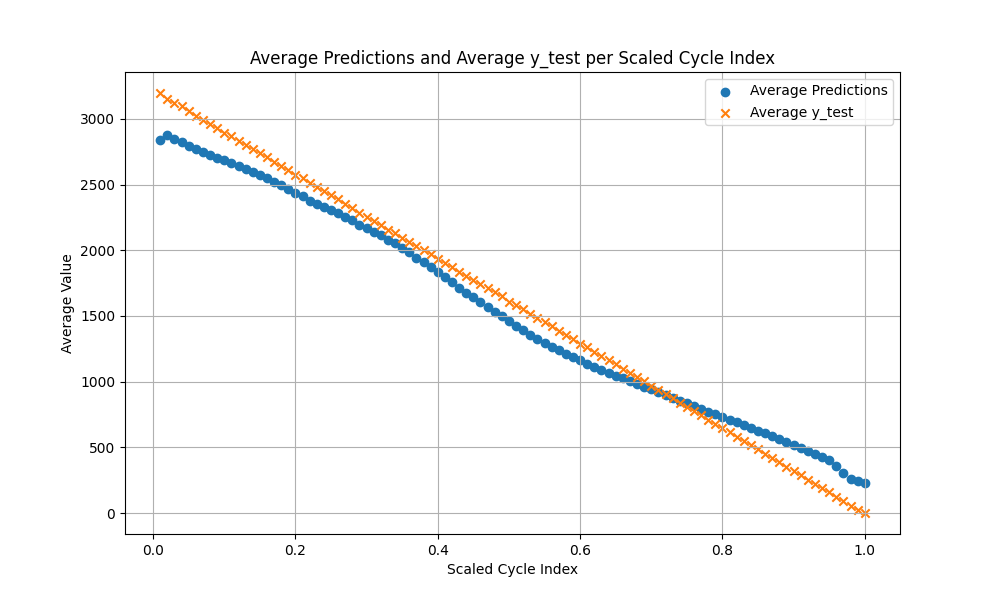 Average Predictions and Average y_test per Scaled Cycle Index
Average Predictions
Average y_test
3000
2500
2000
1500
1000
500
0
Average Value
0.0 0.2 0.4 0.6 0.8 1.0
Scaled Cycle Index